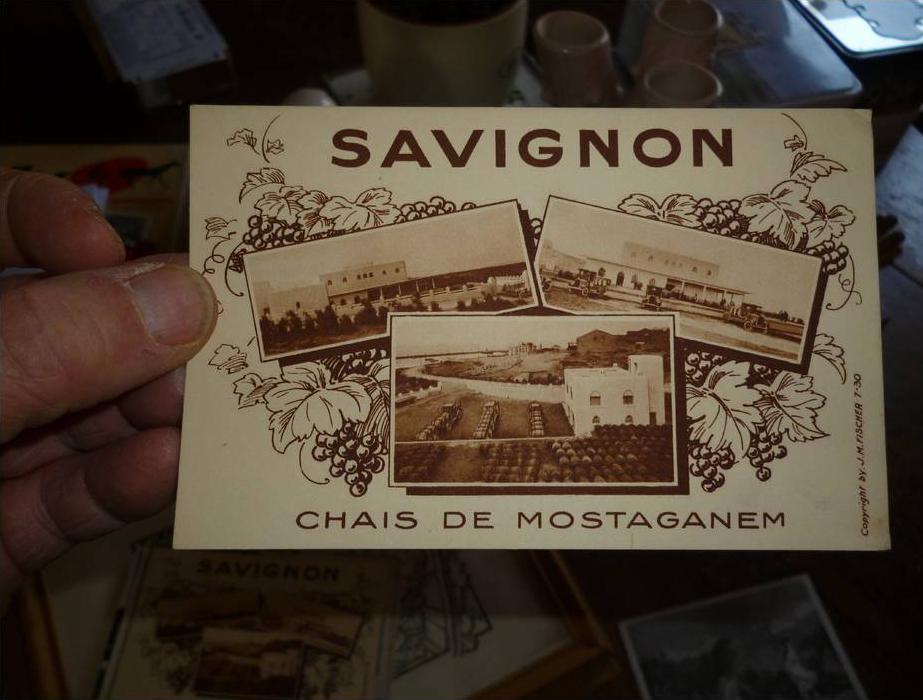 SAVIGNON
CHAIS DE MOSTAGANEM
Copyright by J.M.FISCHER 7-30
SAVIGNON